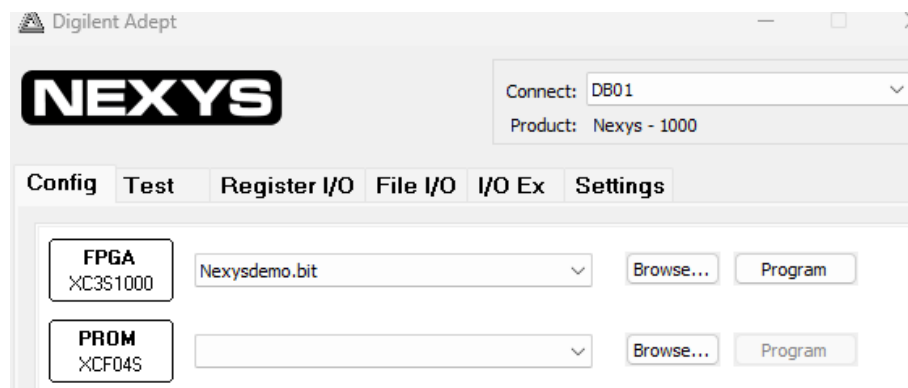 Digilent Adept
NEXYS
Connect: DB01
Product: Nexys - 1000
Config Test Register I/O File I/O I/O Ex Settings
FPGA
XC3S1000
Nexysdemo.bit Browse... Program
PROM
XCF04S
Browse... Program